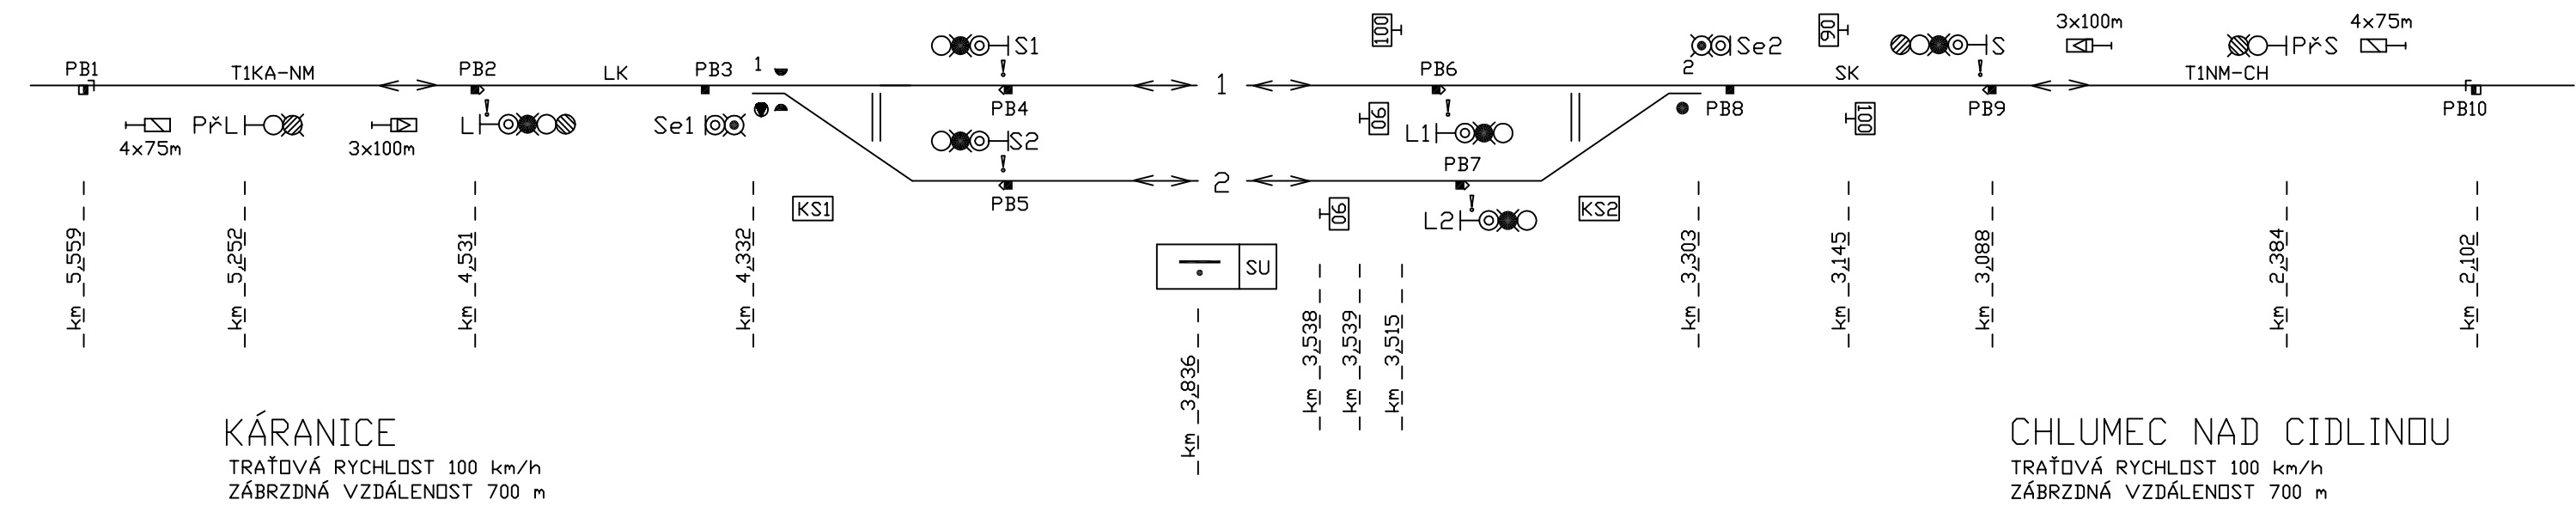 100
90
3x100m
4x75m
S1
Se2
S
PřS
PB1
T1KA-NM
PB2
LK
PB3
1
!
1
PB6
2
SK
!
T1NM-CH
PB4
PB8
PB9
PB10
!
!
PřL
L
Se1
S2
90
L1
100
4x75m
3x100m
!
PB7
KS1
PB5
2
90
!
L2
KS2
SU
km 5,559
km 5,252
km 4,531
km 4,332
km 3,836
km 3,538
km 3,539
km 3,515
km 3,303
km 3,145
km 3,088
km 2,384
km 2,102
KÁRANICE
TRAŤOVÁ RYCHLOST 100 km/h
ZÁBRZDNÁ VZDÁLENOST 700 m
CHLUMEC NAD CIDLINOU
TRAŤOVÁ RYCHLOST 100 km/h
ZÁBRZDNÁ VZDÁLENOST 700 m